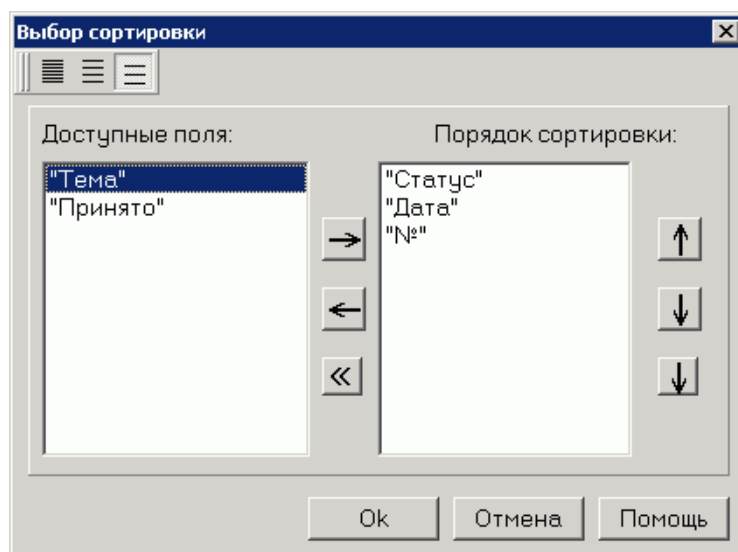 Выбор сортировки
Доступные поля:
Порядок сортировки:
"Тема"
"Принято"
"Статус"
"Дата"
"№"
Ok
Отмена
Помощь